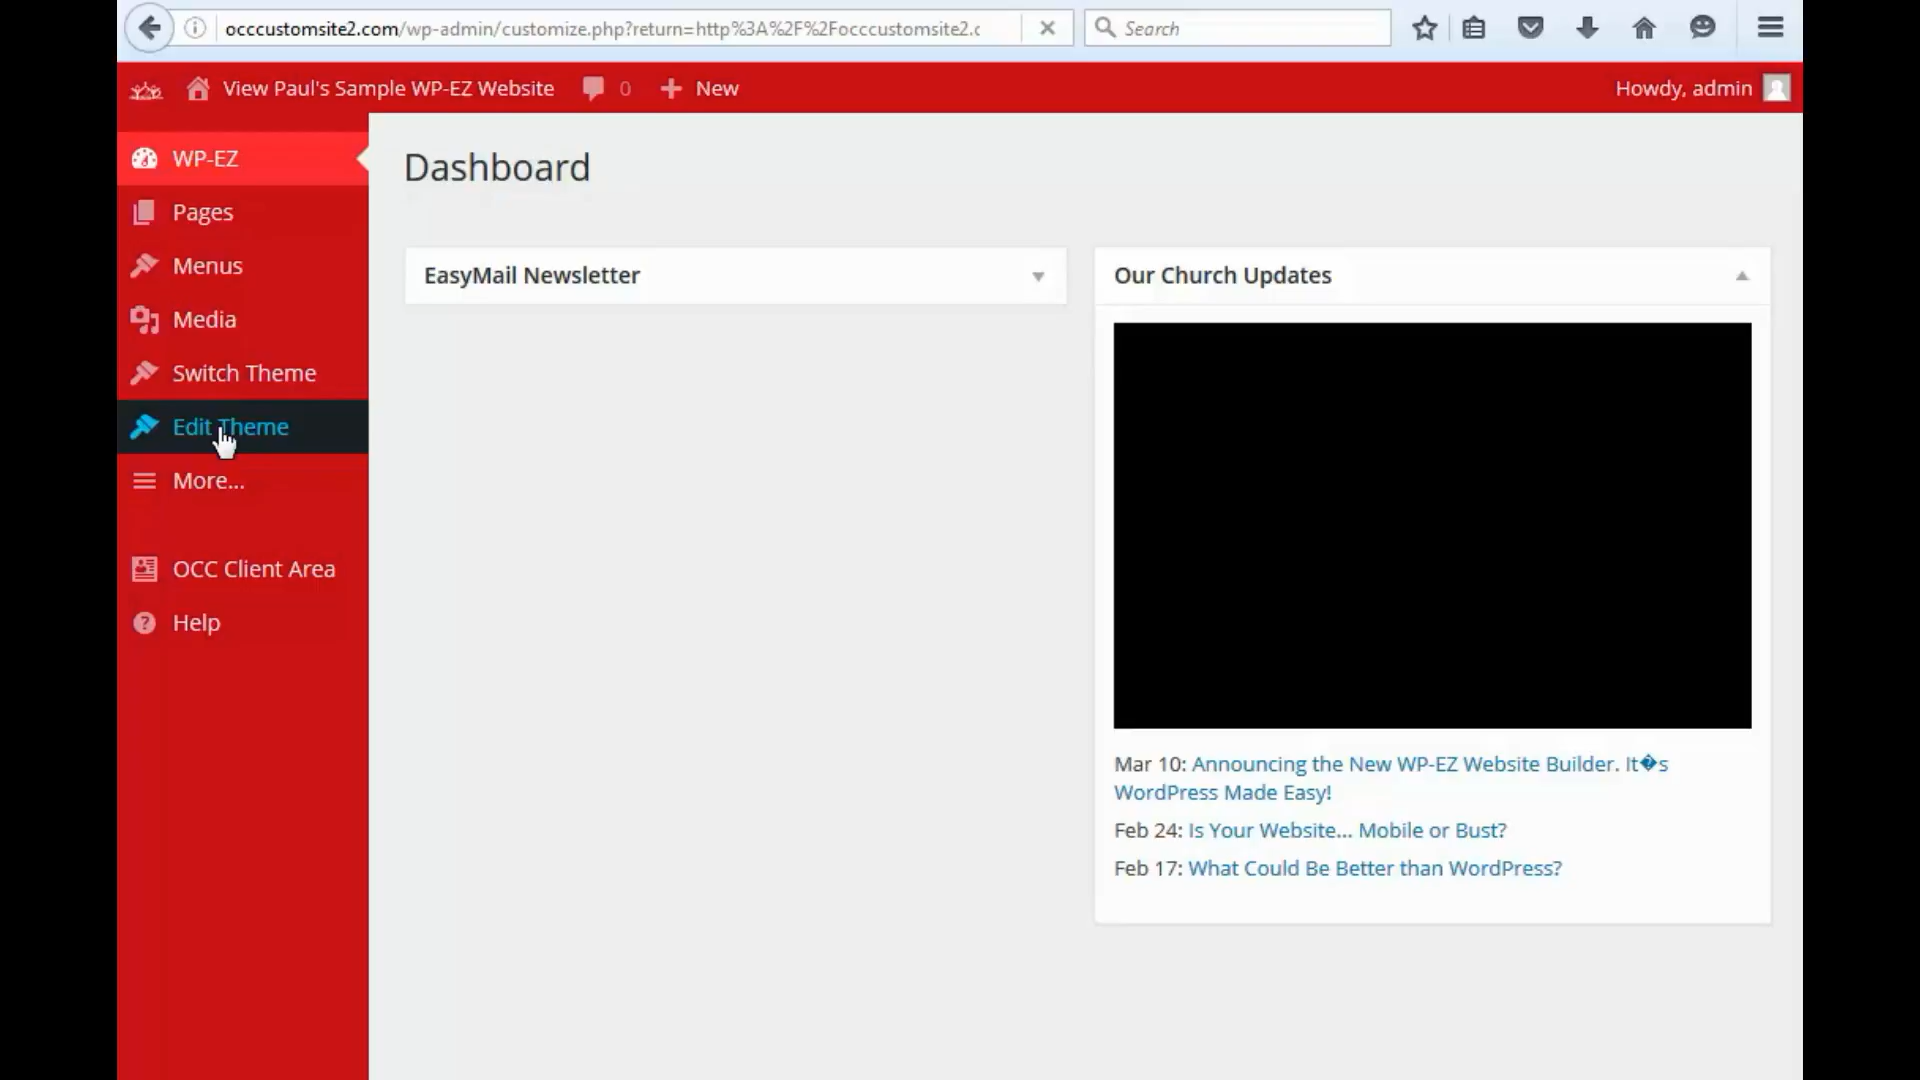 occcustomsite2.com/wp-admin/customize.php?return=http%3A%2F%2Focccustomsite2.c
Search
View Paul's Sample WP-EZ Website
0
New
Howdy, admin
WP-EZ
Pages
Menus
Media
Switch Theme
Edit Theme
More...
OCC Client Area
Help
Dashboard
EasyMail Newsletter
Our Church Updates
Mar 10: Announcing the New WP-EZ Website Builder. It�s
WordPress Made Easy!
Feb 24: Is Your Website... Mobile or Bust?
Feb 17: What Could Be Better than WordPress?